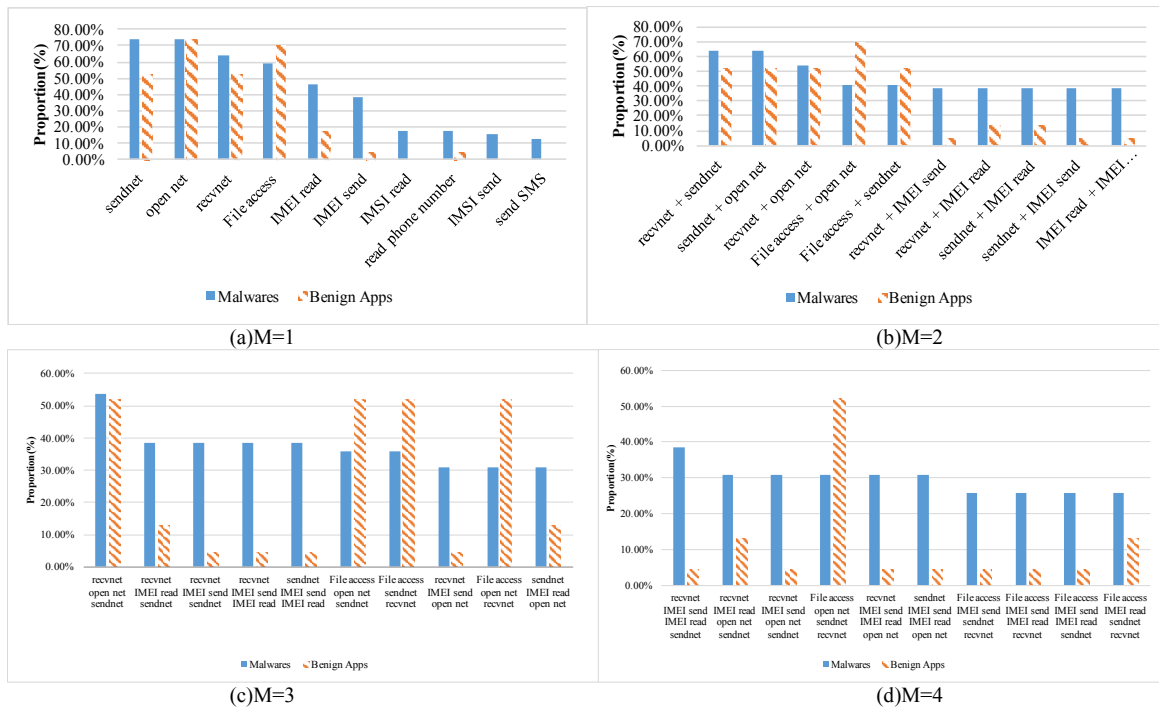 80.00%
70.00%
60.00%
50.00%
40.00%
30.00%
20.00%
10.00%
0.00%
Proportion(%)
sendnet
open net
recvnet
File access
IMEI read
IMEI send
IMSI read
read phone number
IMSI send
send SMS
Malwares Benign Apps
(a)M=1
80.00%
70.00%
60.00%
50.00%
40.00%
30.00%
20.00%
10.00%
0.00%
Proportion(%)
recvnet + sendnet
sendnet + open net
recvnet + open net
File access + open net
File access + sendnet
recvnet + IMEI send
recvnet + IMEI read
sendnet + IMEI read
sendnet + IMEI send
IMEI read + IMEI …
Malwares Benign Apps
(b)M=2
60.00%
50.00%
40.00%
30.00%
20.00%
10.00%
0.00%
Proportion(%)
recvnet
open net
sendnet
recvnet
IMEI read
sendnet
recvnet
IMEI send
sendnet
recvnet
IMEI send
IMEI read
sendnet
IMEI send
IMEI read
File access
open net
sendnet
File access
sendnet
recvnet
recvnet
IMEI send
open net
File access
open net
recvnet
sendnet
IMEI read
open net
Malwares Benign Apps
(c)M=3
60.00%
50.00%
40.00%
30.00%
20.00%
10.00%
0.00%
Proportion(%)
recvnet
IMEI send
IMEI read
sendnet
recvnet
IMEI read
open net
sendnet
recvnet
IMEI send
open net
sendnet
File access
open net
sendnet
recvnet
recvnet
IMEI send
IMEI read
open net
sendnet
IMEI send
IMEI read
open net
File access
IMEI send
sendnet
recvnet
File access
IMEI send
IMEI read
recvnet
File access
IMEI send
IMEI read
sendnet
File access
IMEI read
sendnet
recvnet
Malwares Benign Apps
(d)M=4